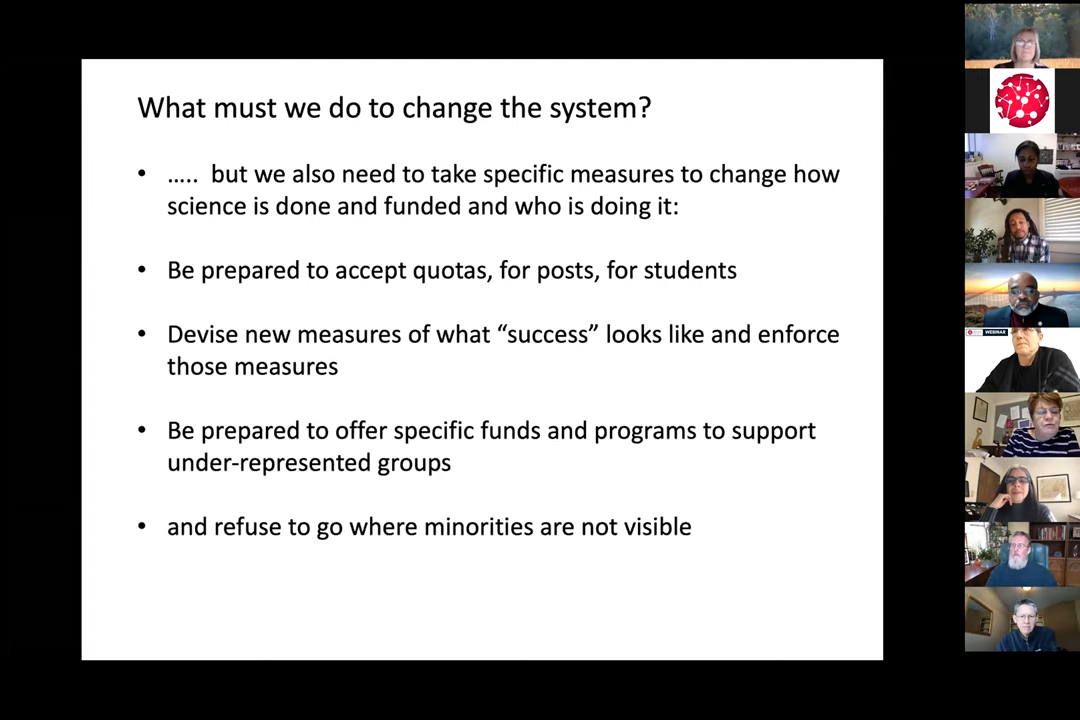 What must we do to change the system?
• ….. but we also need to take specific measures to change how
science is done and funded and who is doing it:
• Be prepared to accept quotas, for posts, for students
• Devise new measures of what “success” looks like and enforce
those measures
• Be prepared to offer specific funds and programs to support
under-represented groups
• and refuse to go where minorities are not visible
WEBINAR